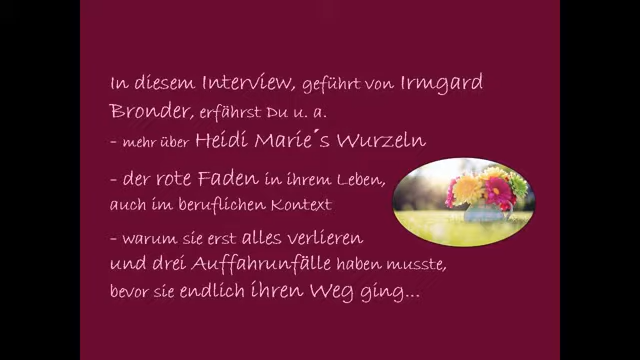 In diesem Interview, geführt von Irmgard
Bronder, erfährst Du u. a.
- mehr über Heidi Marie´s Wurzeln
- der rote Faden in ihrem Leben,
auch im beruflichen Kontext
- warum sie erst alles verlieren
und drei Auffahrunfälle haben musste,
bevor sie endlich ihren Weg ging...